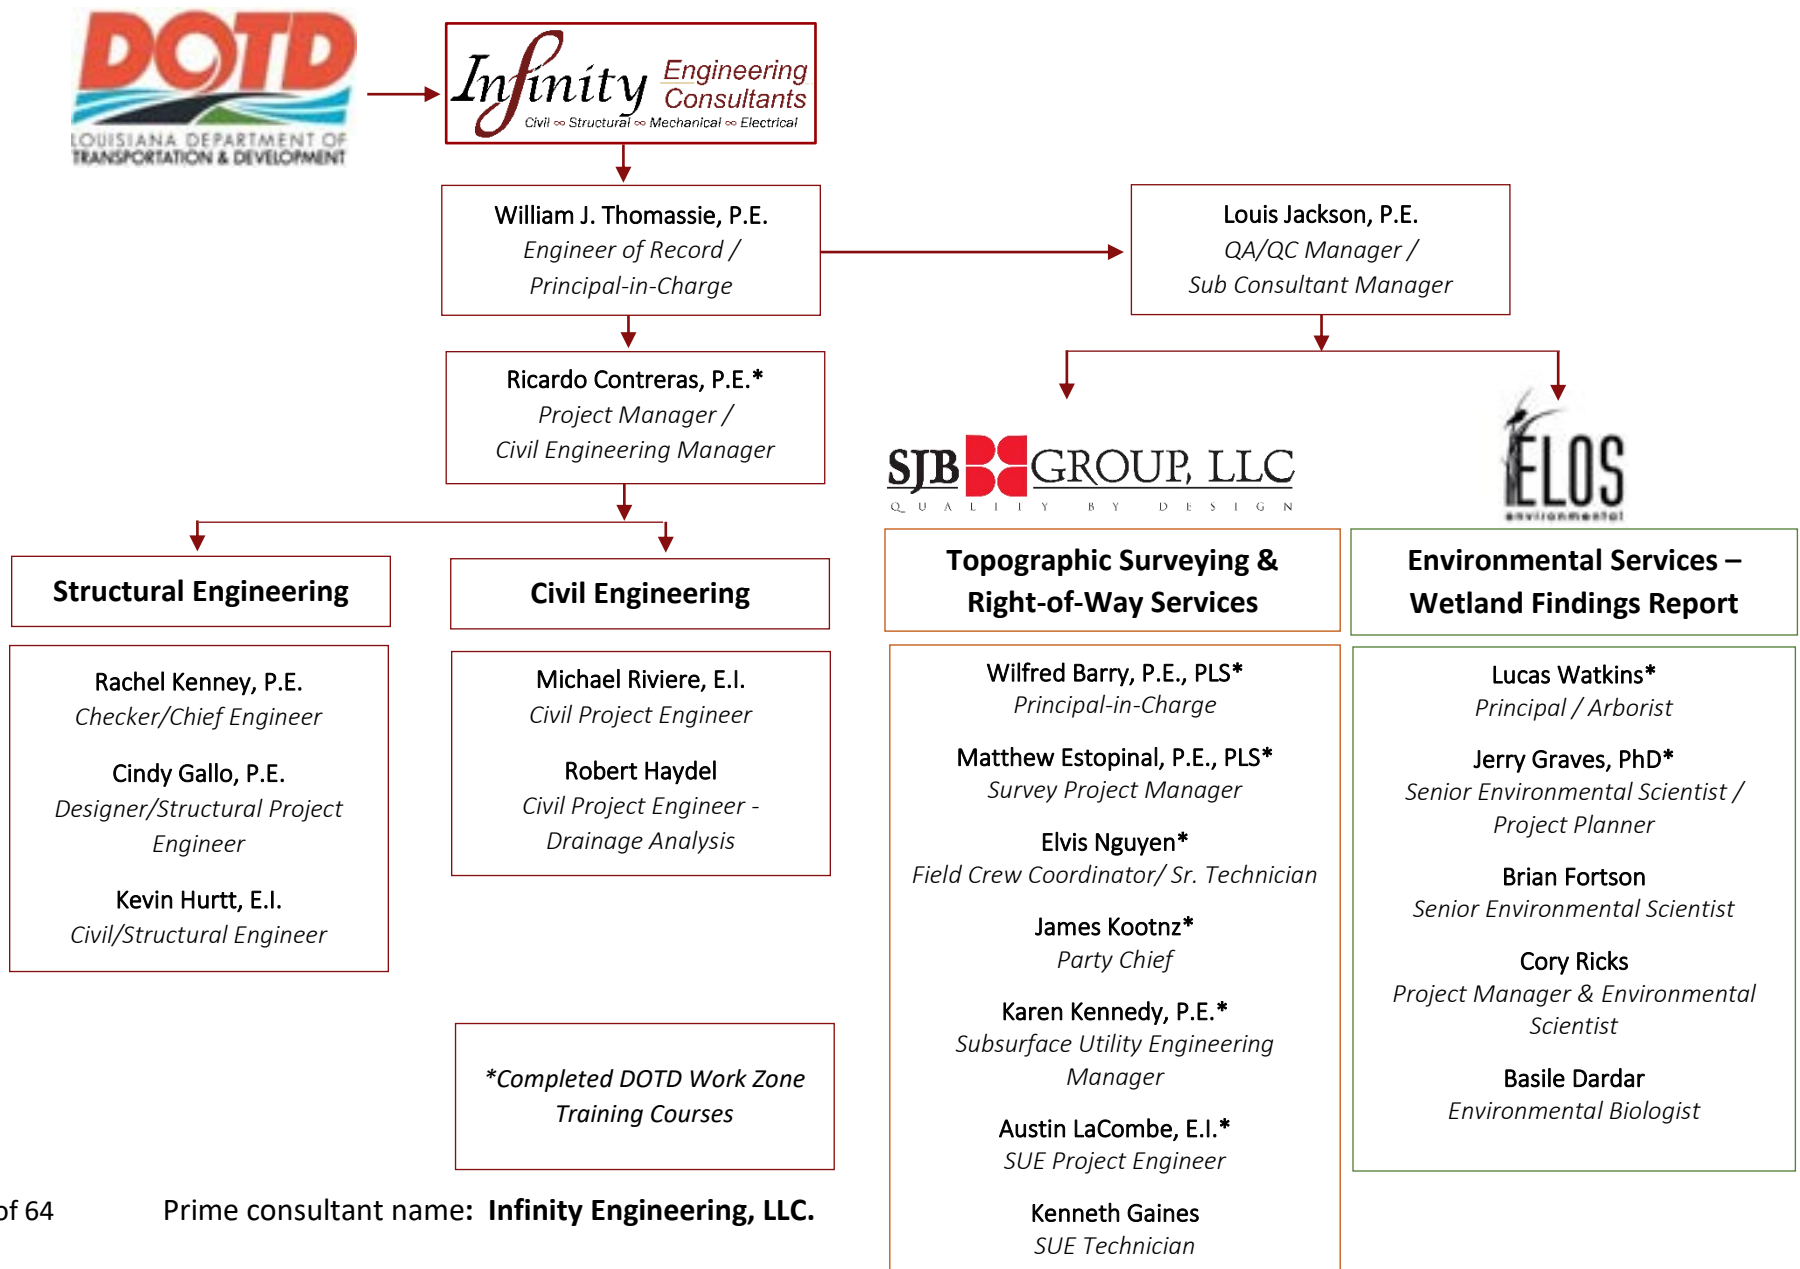 DOTD
LOUISIANA DEPARTMENT OF
TRANSPORTATION & DEVELOPMENT
Infinity Engineering
Consultants
Civil ∞ Structural ∞ Mechanical ∞ Electrical
William J. Thomassie, P.E.
Engineer of Record /
Principal-in-Charge
Louis Jackson, P.E.
QA/QC Manager /
Sub Consultant Manager
Ricardo Contreras, P.E.*
Project Manager /
Civil Engineering Manager
SJB GROUP, LLC
QUALITY BY DESIGN
ELOS
environmental
Structural Engineering
Rachel Kenney, P.E.
Checker/Chief Engineer
Cindy Gallo, P.E.
Designer/Structural Project
Engineer
Kevin Hurtt, E.I.
Civil/Structural Engineer
Civil Engineering
Michael Riviere, E.I.
Civil Project Engineer
Robert Haydel
Civil Project Engineer -
Drainage Analysis
*Completed DOTD Work Zone
Training Courses
Topographic Surveying &
Right-of-Way Services
Wilfred Barry, P.E., PLS*
Principal-in-Charge
Matthew Estopinal, P.E., PLS*
Survey Project Manager
Elvis Nguyen*
Field Crew Coordinator/ Sr. Technician
James Kootnz*
Party Chief
Karen Kennedy, P.E.*
Subsurface Utility Engineering
Manager
Austin LaCombe, E.I.*
SUE Project Engineer
Kenneth Gaines
SUE Technician
Environmental Services –
Wetland Findings Report
Lucas Watkins*
Principal / Arborist
Jerry Graves, PhD*
Senior Environmental Scientist /
Project Planner
Brian Fortson
Senior Environmental Scientist
Cory Ricks
Project Manager & Environmental
Scientist
Basile Dardar
Environmental Biologist
of 64
Prime consultant name: Infinity Engineering, LLC.